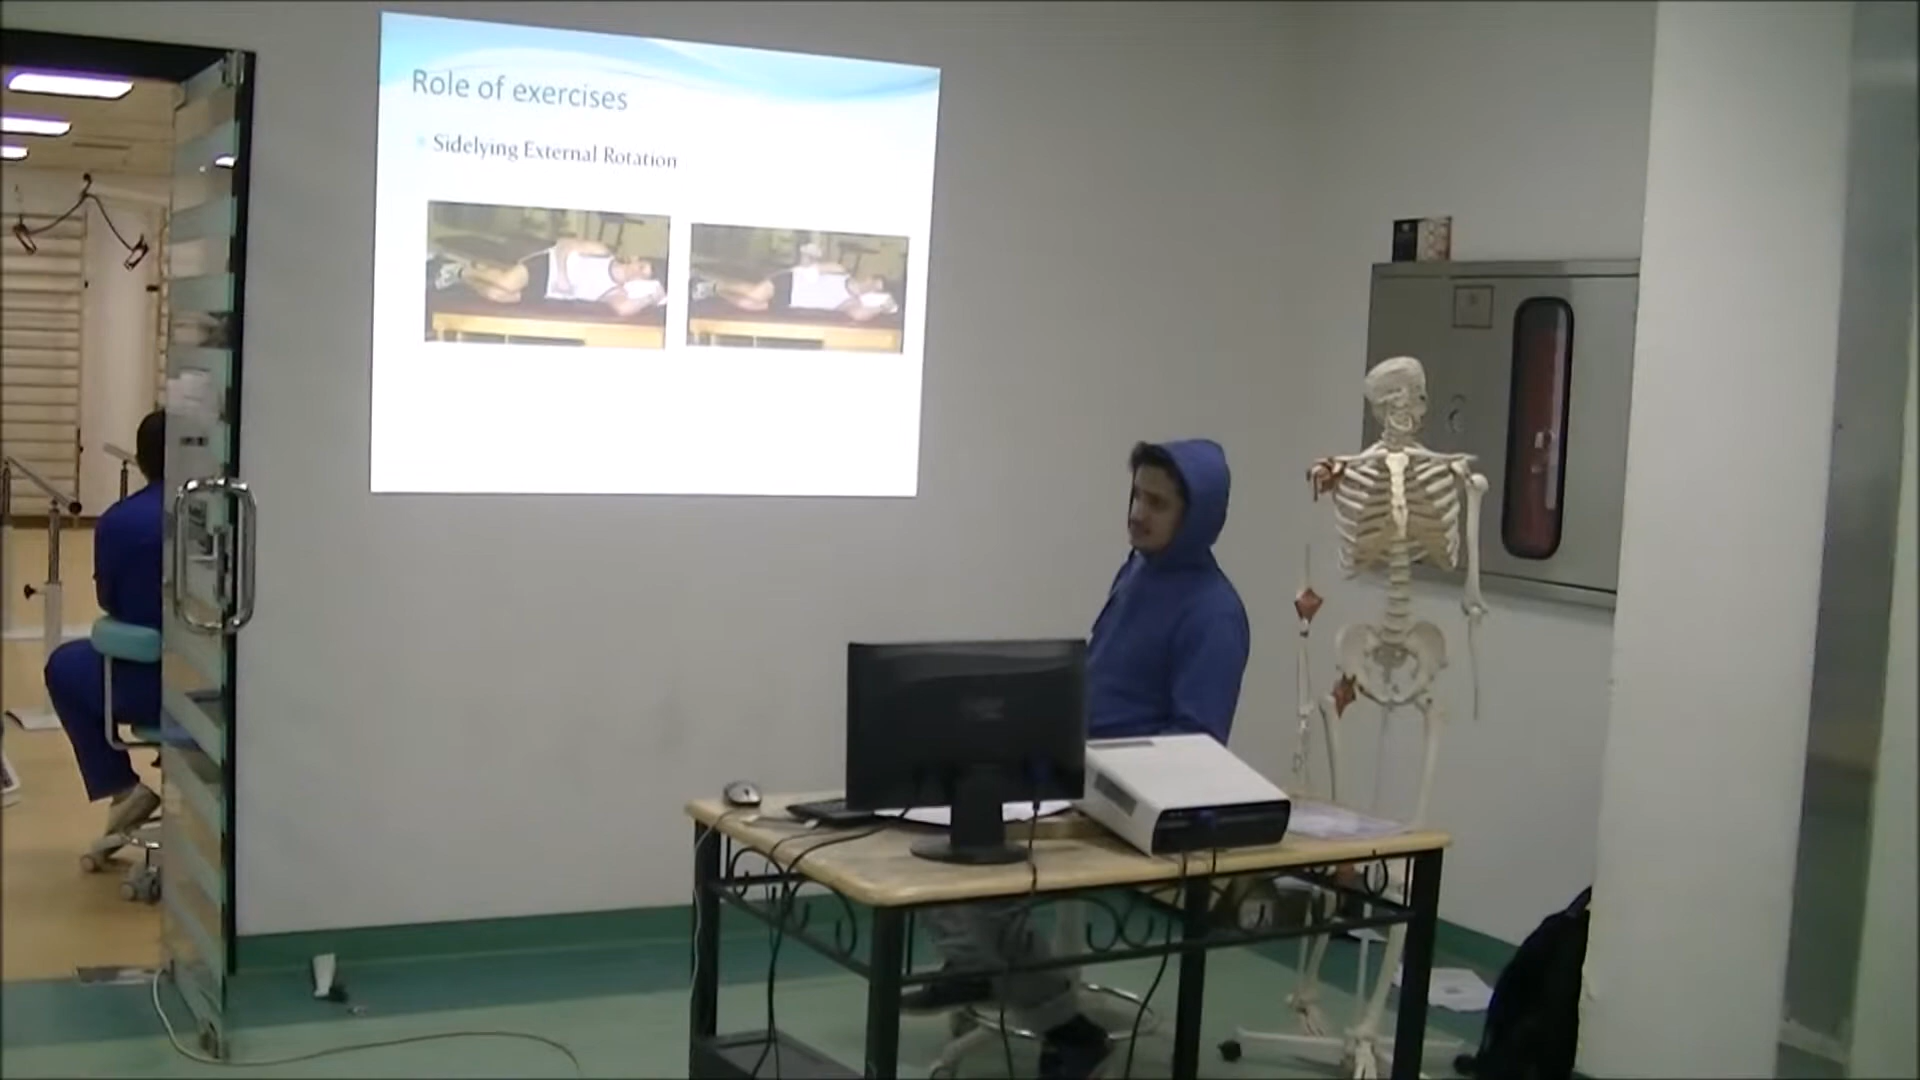 Role of exercises
Sidelying External Rotation